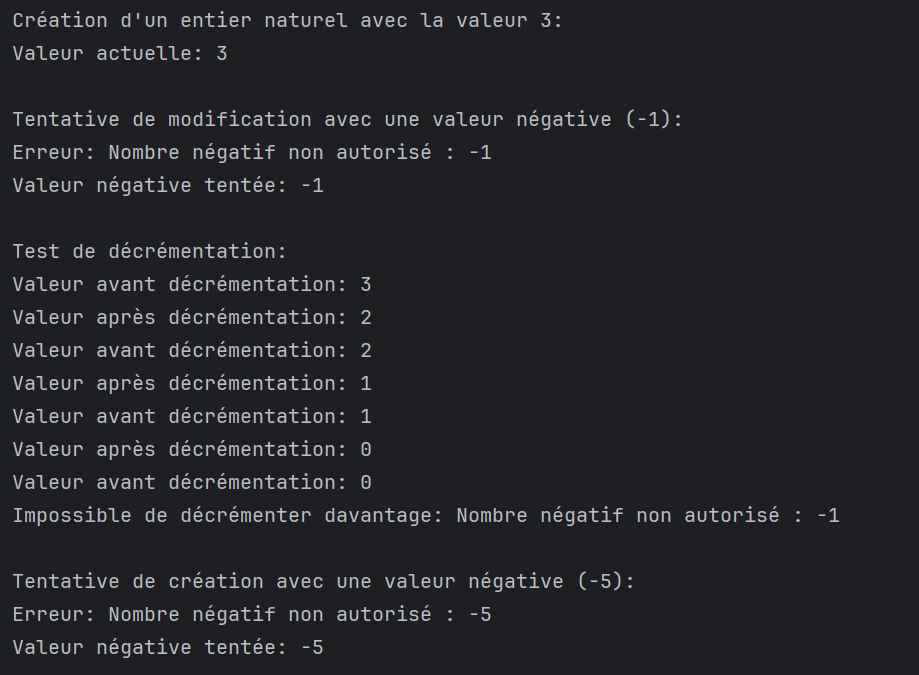 Création d'un entier naturel avec la valeur 3:
Valeur actuelle: 3
Tentative de modification avec une valeur négative (-1):
Erreur: Nombre négatif non autorisé : -1
Valeur négative tentée: -1
Test de décrémentation:
Valeur avant décrémentation: 3
Valeur après décrémentation: 2
Valeur avant décrémentation: 2
Valeur après décrémentation: 1
Valeur avant décrémentation: 1
Valeur après décrémentation: 0
Valeur avant décrémentation: 0
Impossible de décrémenter davantage: Nombre négatif non autorisé : -1
Tentative de création avec une valeur négative (-5):
Erreur: Nombre négatif non autorisé : -5
Valeur négative tentée: -5